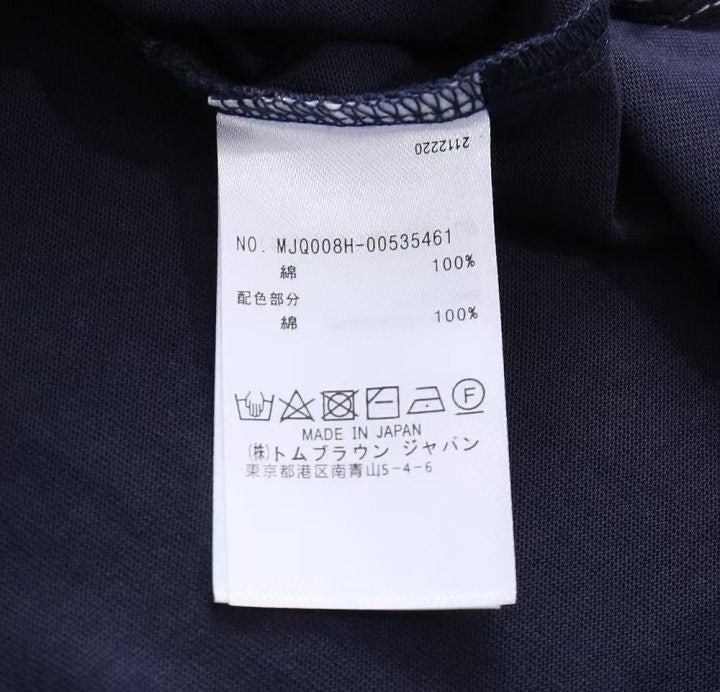 2112220
NO. MJQ008H-00535461
綿 100%
配色部分
綿 100%
F
MADE IN JAPAN
(株)トムブラウン ジャパン
東京都港区南青山5-4-6